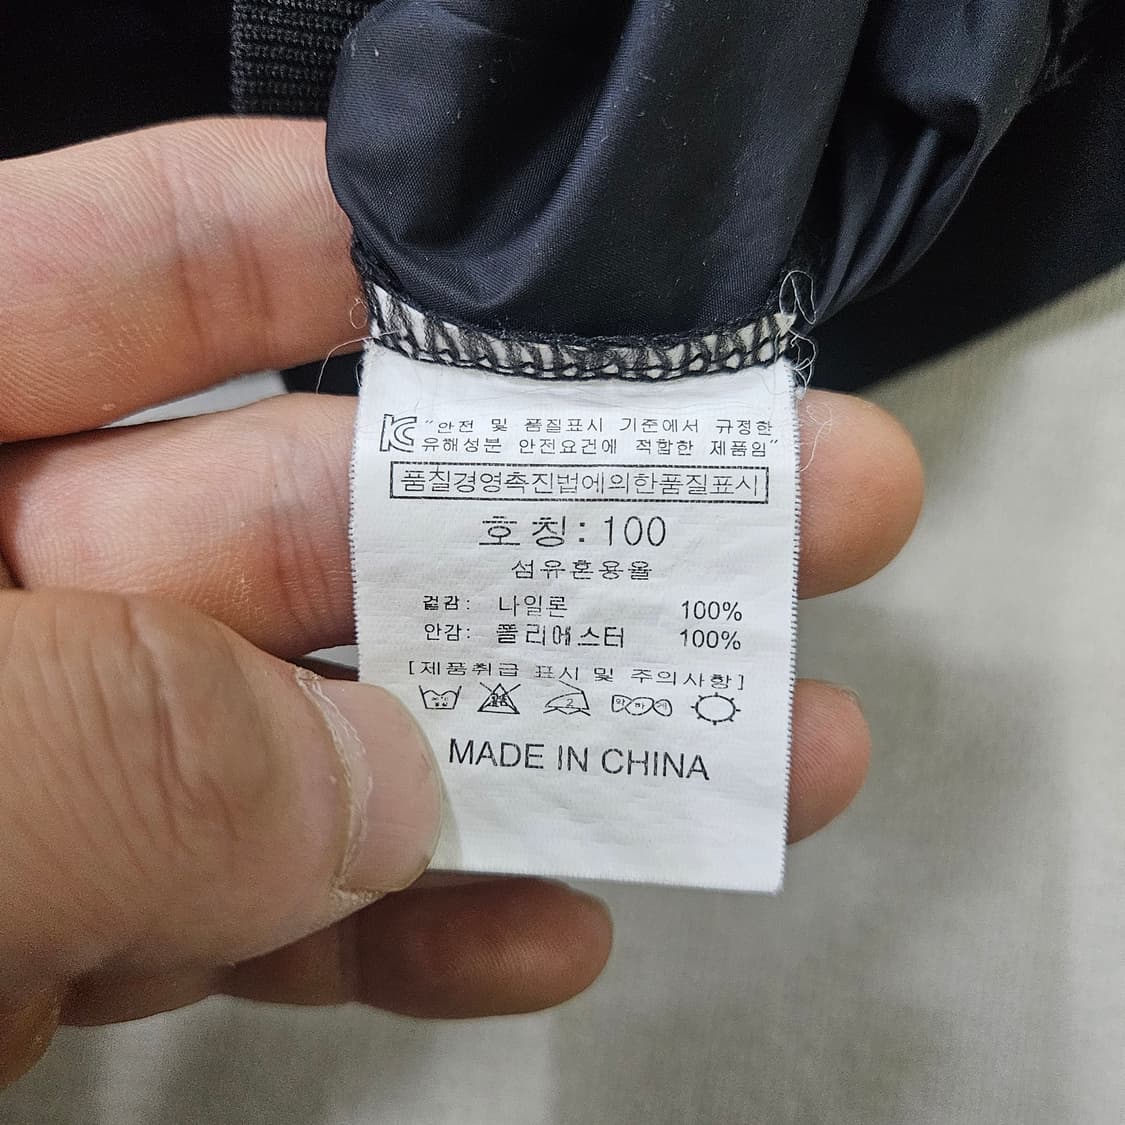 KC "안전 및 품질표시 기준에서 규정한
유해성분 안전요건에 적합한 제품임"
품질경영촉진법에의한품질표시
호칭: 100
섬유혼용율
겉감: 나일론 100%
안감: 폴리에스터 100%
[제품취급 표시 및 주의사항]
2
MADE IN CHINA